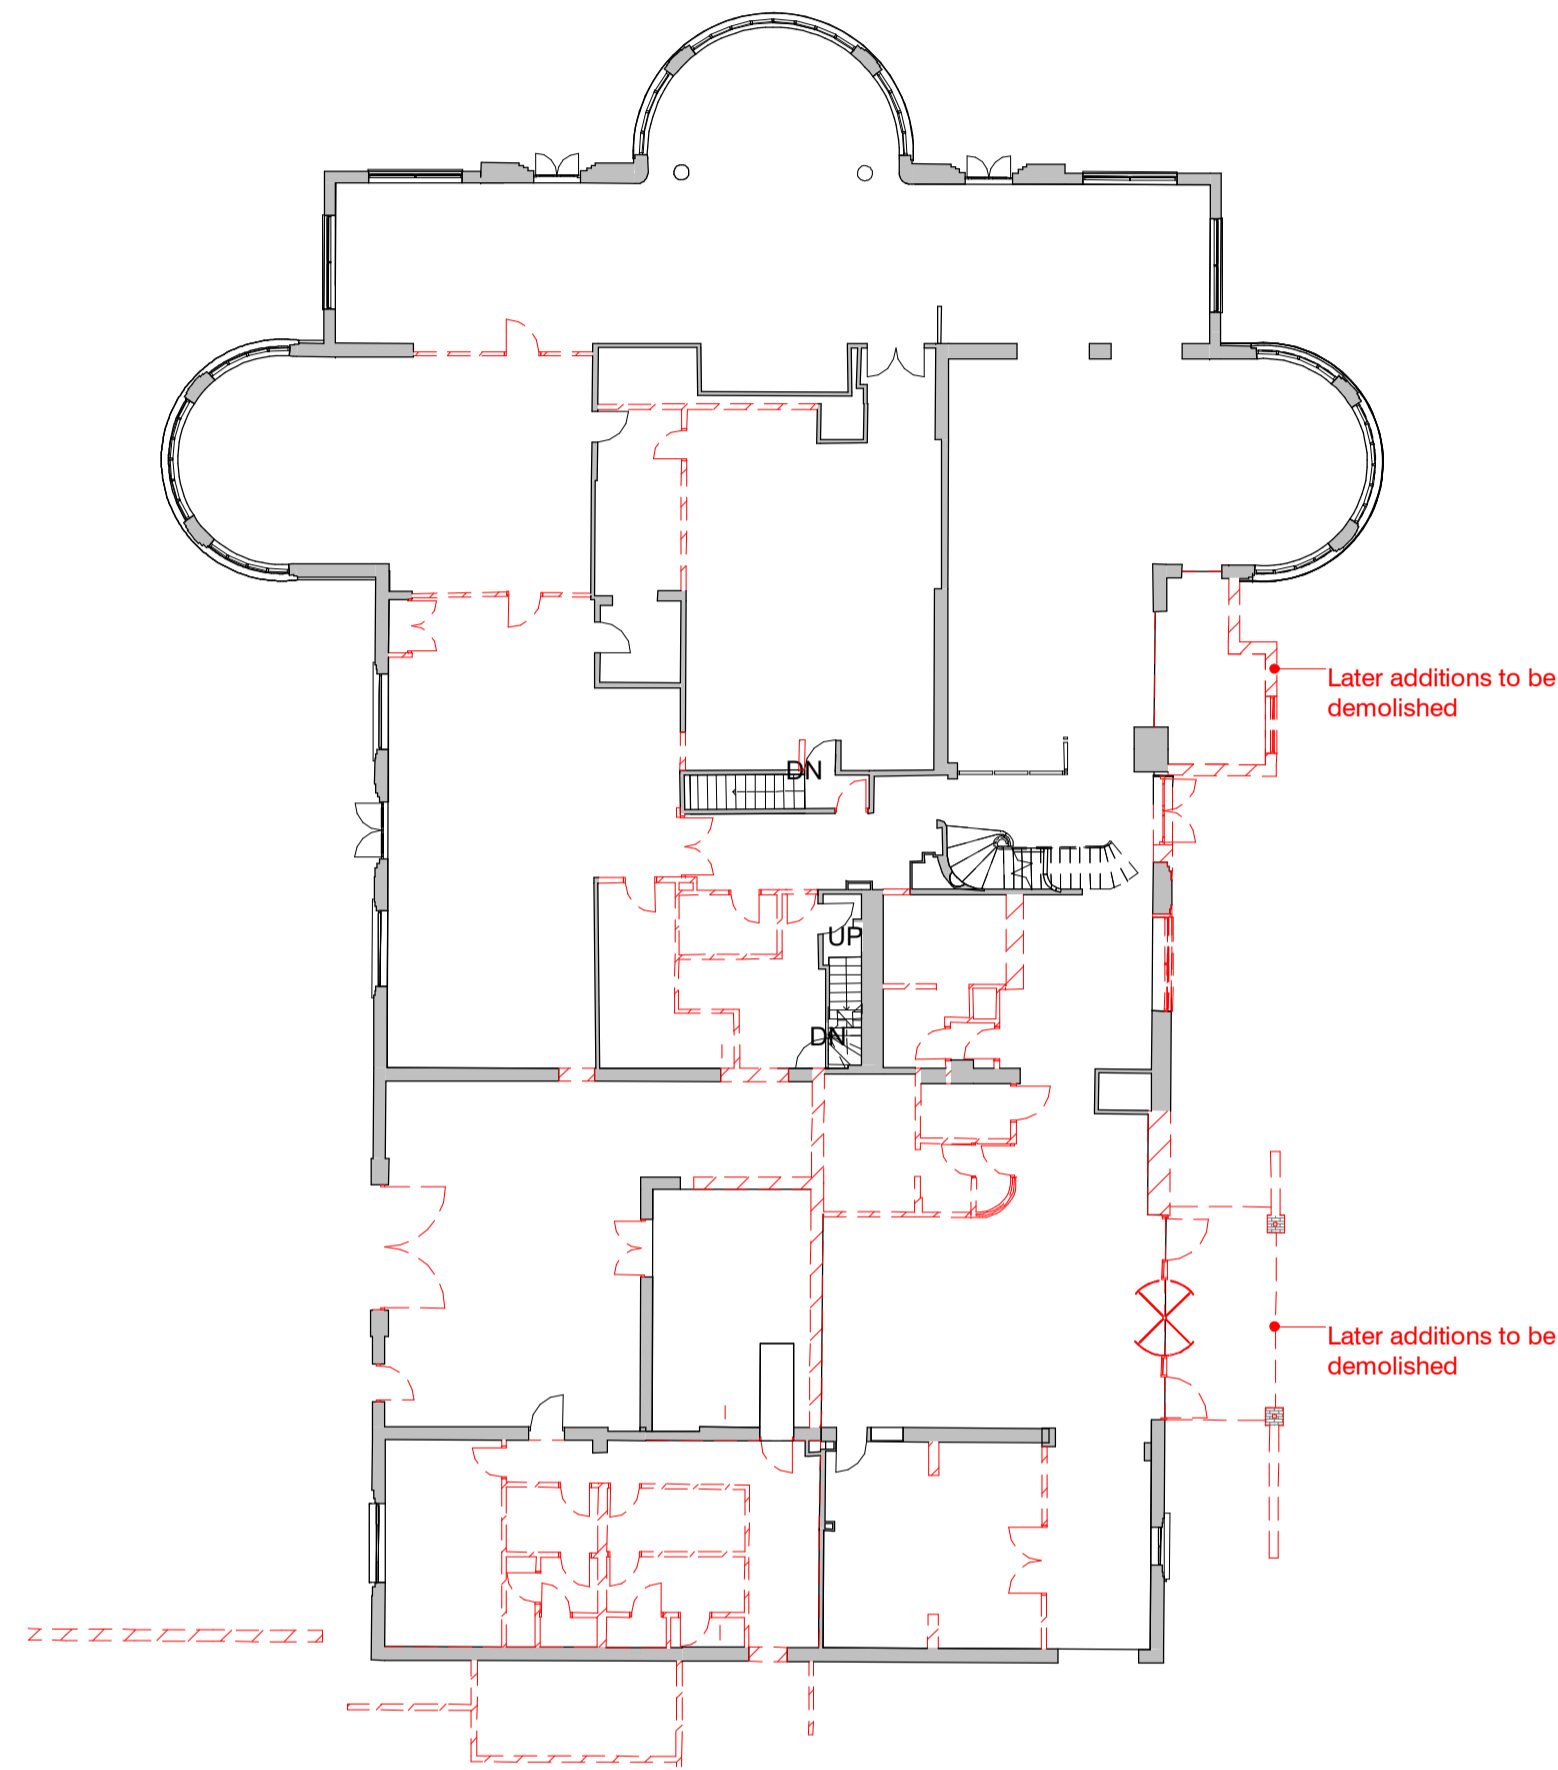 Later additions to be
demolished
DN
UP
DN
Later additions to be
demolished